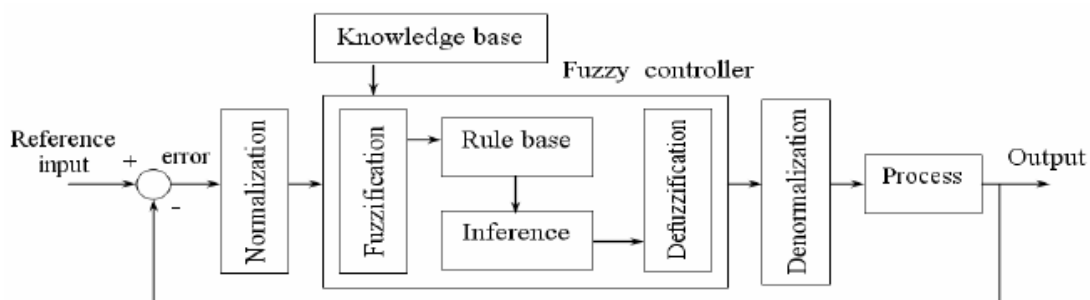 Knowledge base
Fuzzy controller
Reference
input
+
-
error
Normalization
Fuzzification
Rule base
Inference
Defuzzification
Denormalization
Process
Output